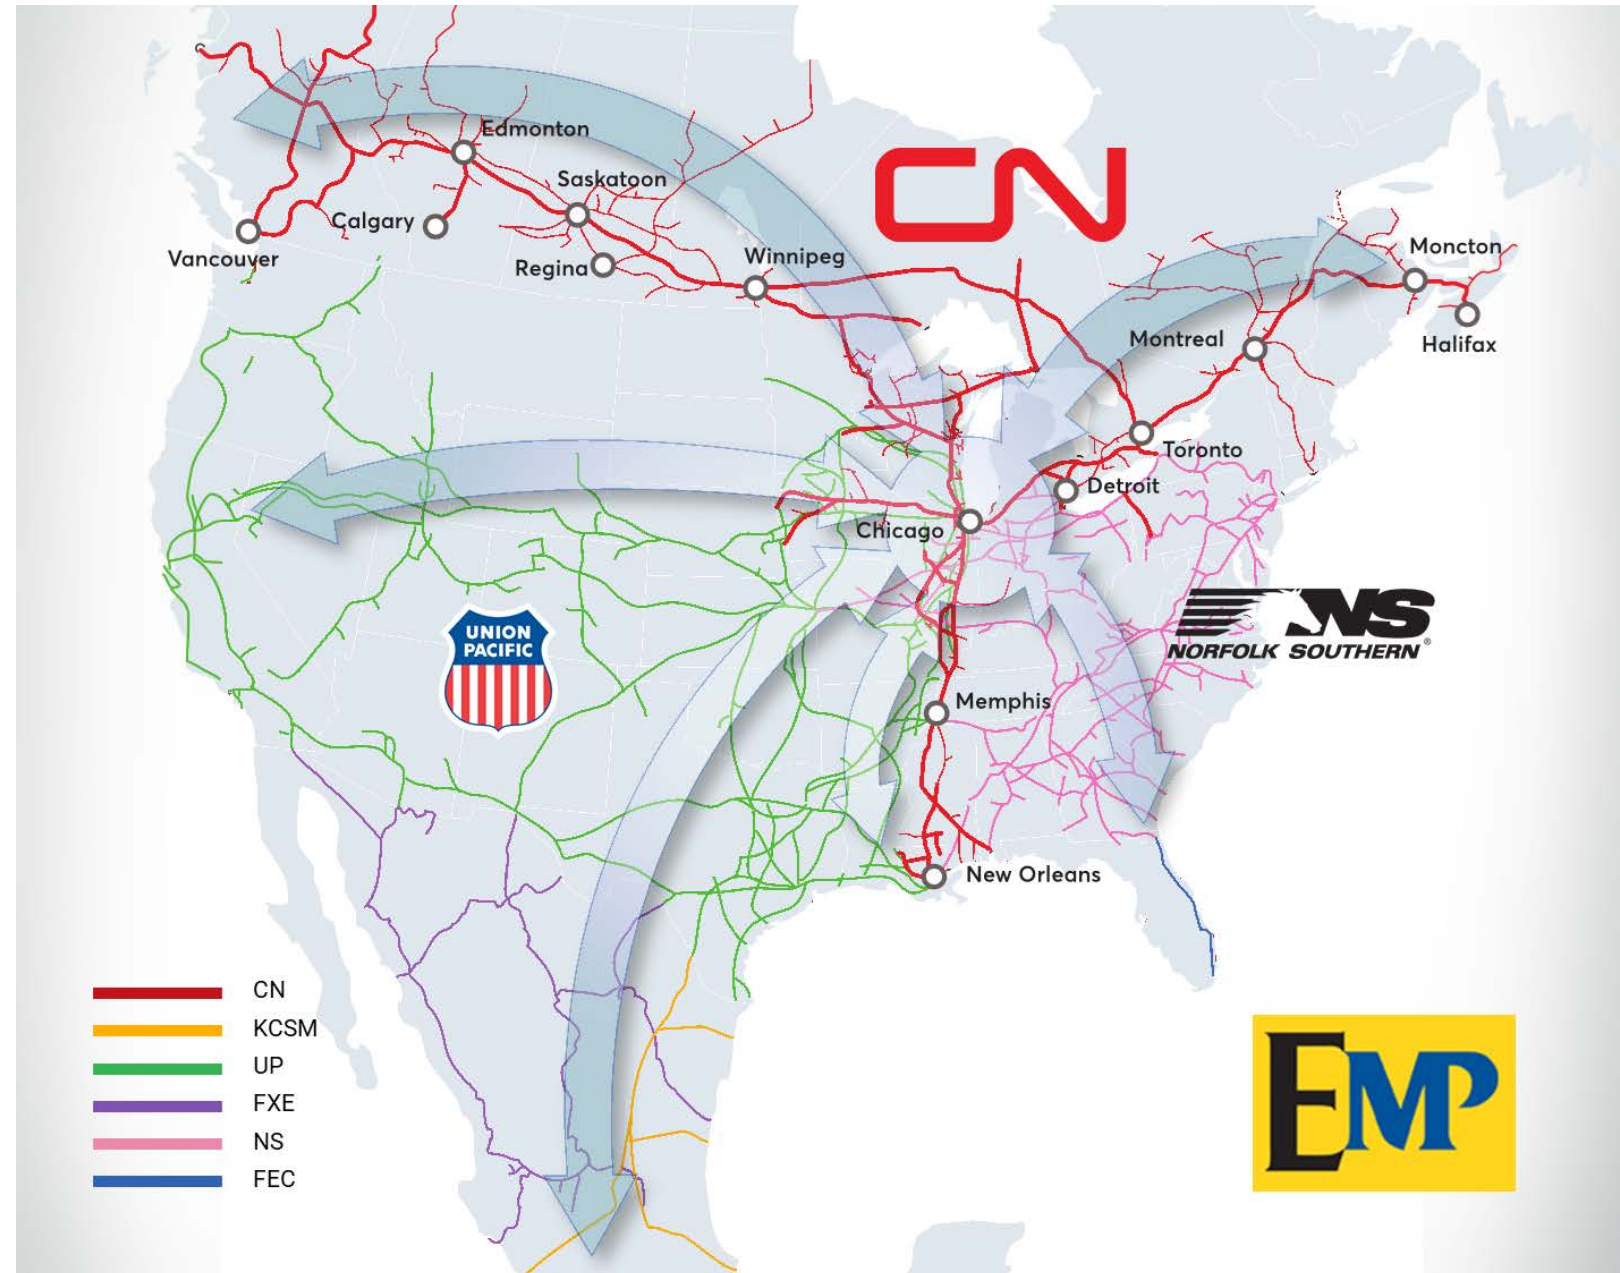 CN
Edmonton
Saskatoon
Calgary
Vancouver
Regina
Winnipeg
Moncton
Montreal
Halifax
Toronto
Detroit
Chicago
UNION
PACIFIC
NS
NORFOLK SOUTHERN®
Memphis
New Orleans
CN
KCSM
UP
FXE
NS
FEC
EMP